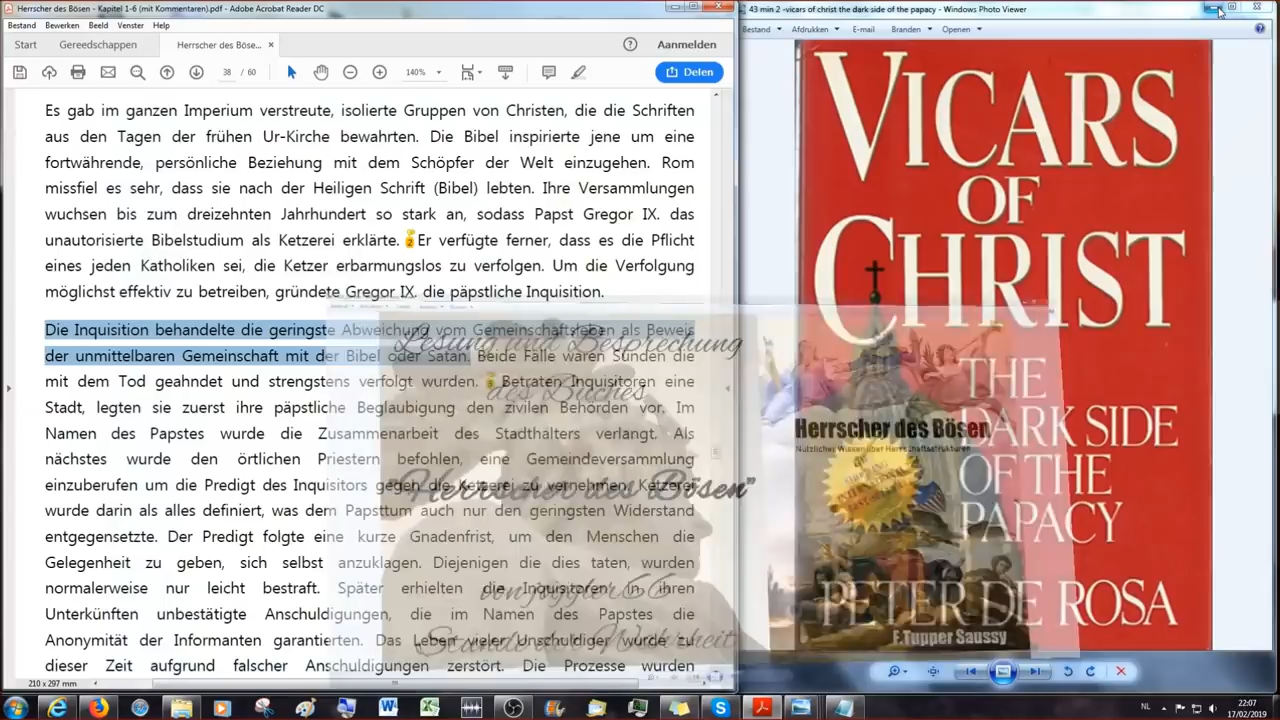 Herrscher des Bösen - Kapitel 1-6 (mit Kommentaren).pdf - Adobe Acrobat Reader DC
Bestand Bewerken Beeld Venster Help
Start Gereedschappen Herrscher des Böse... × Anmelden
38 / 60 140% Delen
Es gab im ganzen Imperium verstreute, isolierte Gruppen von Christen, die die Schriften
aus den Tagen der frühen Ur-Kirche bewahrten. Die Bibel inspirierte jene um eine
fortwährende, persönliche Beziehung mit dem Schöpfer der Welt einzugehen. Rom
missfiel es sehr, dass sie nach der Heiligen Schrift (Bibel) lebten. Ihre Versammlungen
wuchsen bis zum dreizehnten Jahrhundert so stark an, sodass Papst Gregor IX. das
unautorisierte Bibelstudium als Ketzerei erklärte. 2 Er verfügte ferner, dass es die Pflicht
eines jeden Katholiken sei, die Ketzer erbarmungslos zu verfolgen. Um die Verfolgung
möglichst effektiv zu betreiben, gründete Gregor IX. die päpstliche Inquisition.
Die Inquisition behandelte die geringste Abweichung vom Gemeinschaftsleben als Beweis
der unmittelbaren Gemeinschaft mit der Bibel oder Satan. Beide Fälle waren Sünden die
mit dem Tod geahndet und strengstens verfolgt wurden. Betraten Inquisitoren eine
Stadt, legten sie zuerst ihre päpstliche Beglaubigung den zivilen Behörden vor. Im
Namen des Papstes wurde die Zusammenarbeit des Stadthalters verlangt. Als
nächstes wurde den örtlichen Priestern befohlen, eine Gemeindeversammlung
einzuberufen um die Predigt des Inquisitors gegen die Ketzerei zu vernehmen. Ketzerei
wurde darin als alles definiert, was dem Papsttum auch nur den geringsten Widerstand
entgegensetzte. Der Predigt folgte eine kurze Gnadenfrist, um den Menschen die
Gelegenheit zu geben, sich selbst anzuklagen. Diejenigen die dies taten, wurden
normalerweise nur leicht bestraft. Später erhielten die Inquisitoren in ihren
Unterkünften unbestätigte Anschuldigungen, die im Namen des Papstes die
Anonymität der Informanten garantierten. Das Leben vieler Unschuldiger wurde zu
dieser Zeit aufgrund falscher Anschuldigungen zerstört. Die Prozesse wurden
210 x 297 mm
Lesung und Besprechung
des Buches
"Herrscher des Bösen"
von jogler66
Stunde der Wahrheit
43 min 2 -vicars of christ the dark side of the papacy - Windows Photo Viewer
Bestand Afdrukken E-mail Branden Openen
VICARS
OF
CHRIST
THE
DARK SIDE
OF THE
PAPACY
PETER DE ROSA
Herrscher des Bösen
Nützlicher Wissen über Herrschaftsstrukturen
F.Tupper Saussy
NL 22:07
17/02/2019